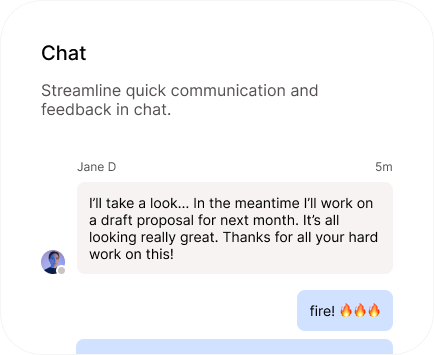 Chat
Streamline quick communication and
feedback in chat.
Jane D 5m
I’ll take a look... In the meantime I’ll work on
a draft proposal for next month. It’s all
looking really great. Thanks for all your hard
work on this!
fire! 🔥🔥🔥